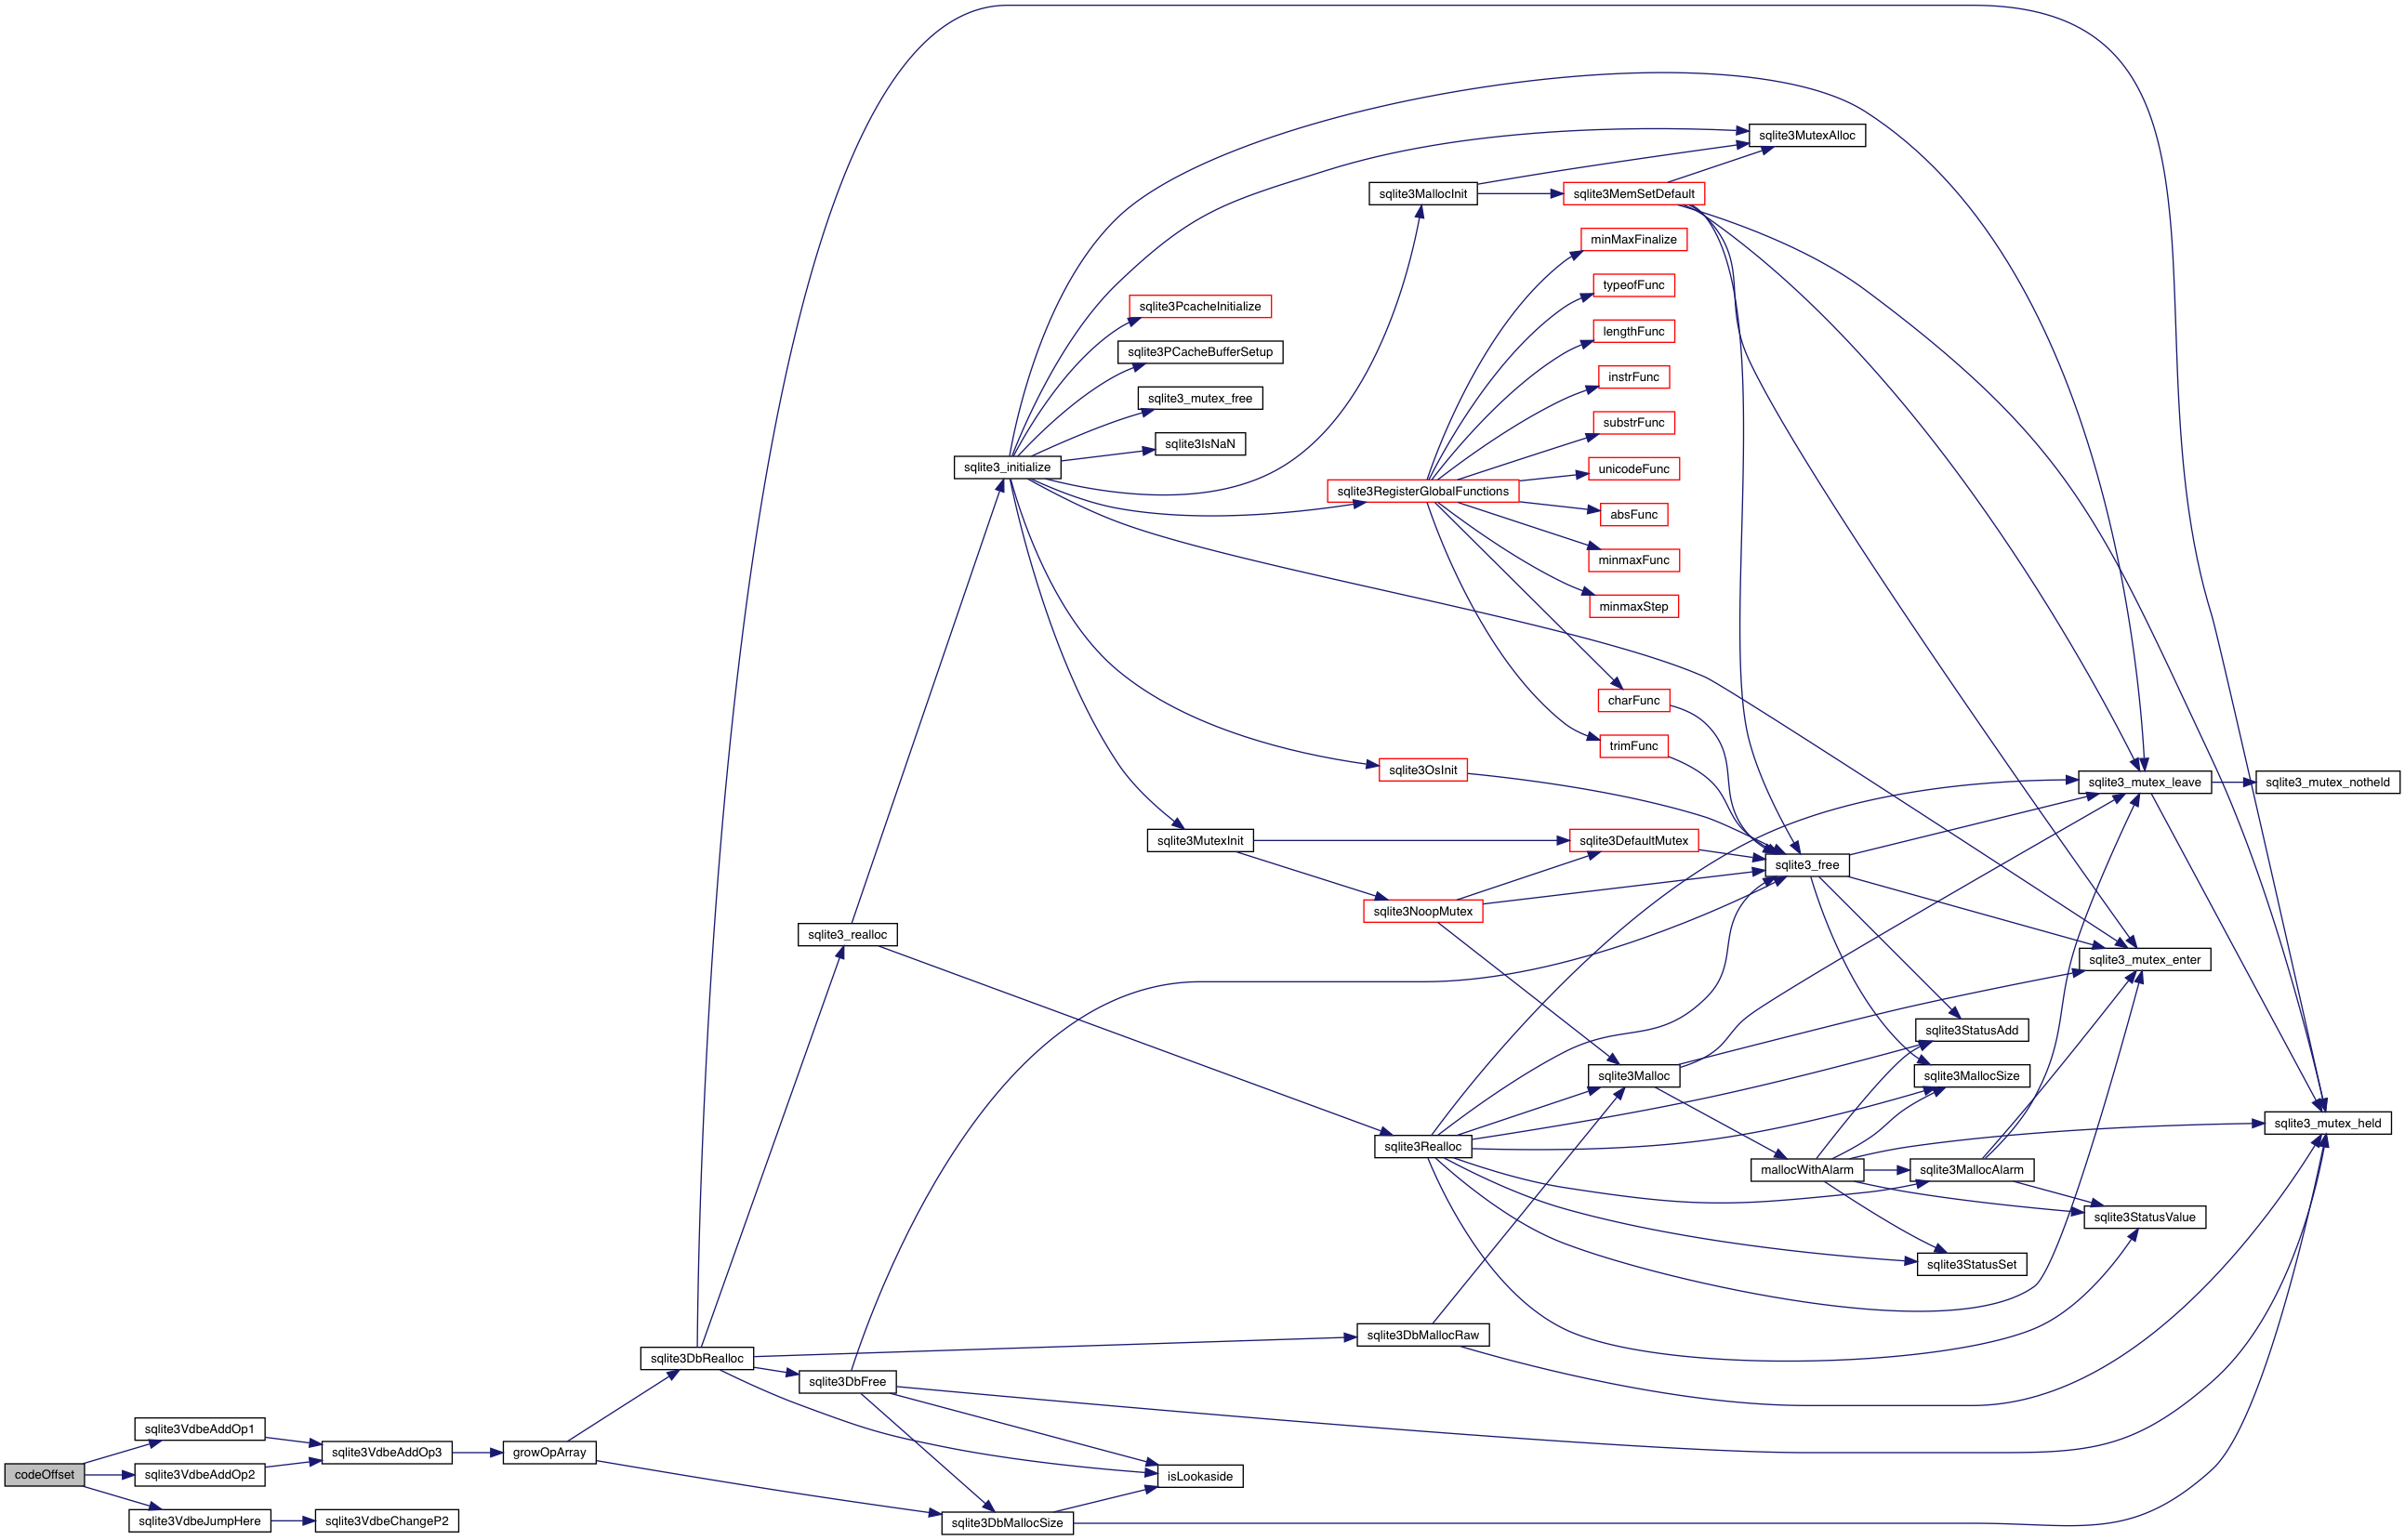 sqlite3MutexAlloc
sqlite3MallocInit
sqlite3MemSetDefault
minMaxFinalize
typeofFunc
sqlite3PcacheInitialize
lengthFunc
sqlite3PCacheBufferSetup
instrFunc
sqlite3_mutex_free
substrFunc
sqlite3IsNaN
sqlite3_initialize
unicodeFunc
sqlite3RegisterGlobalFunctions
absFunc
minmaxFunc
minmaxStep
charFunc
trimFunc
sqlite3OsInit
sqlite3_mutex_leave
sqlite3_mutex_notheld
sqlite3MutexInit
sqlite3DefaultMutex
sqlite3_free
sqlite3NoopMutex
sqlite3_realloc
sqlite3_mutex_enter
sqlite3StatusAdd
sqlite3Malloc
sqlite3MallocSize
sqlite3_mutex_held
sqlite3Realloc
mallocWithAlarm
sqlite3MallocAlarm
sqlite3StatusValue
sqlite3StatusSet
sqlite3DbMallocRaw
sqlite3DbRealloc
sqlite3DbFree
sqlite3VdbeAddOp1
sqlite3VdbeAddOp3
growOpArray
codeOffset
sqlite3VdbeAddOp2
isLookaside
sqlite3VdbeJumpHere
sqlite3VdbeChangeP2
sqlite3DbMallocSize